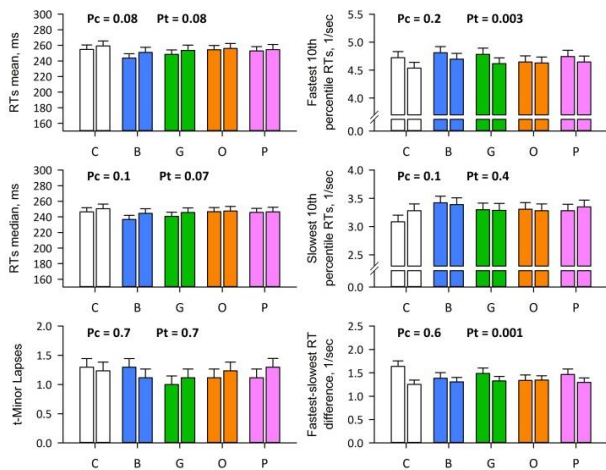 Pc = 0.08 Pt = 0.08
RTs mean, ms
300
280
260
240
220
200
180
160
C B G O P
Pc = 0.2 Pt = 0.003
Fastest 10th
percentile RTs, 1/sec
5.0
4.5
0.0
C B G O P
Pc = 0.1 Pt = 0.07
RTs median, ms
300
280
260
240
220
200
180
160
C B G O P
Pc = 0.1 Pt = 0.4
Slowest 10th
percentile RTs, 1/sec
4.0
3.5
3.0
2.5
0.0
C B G O P
Pc = 0.7 Pt = 0.7
t-Minor Lapses
2.0
1.5
1.0
0.5
0.0
C B G O P
Pc = 0.6 Pt = 0.001
Fastest-slowest RT
difference, 1/sec
2.5
2.0
1.5
1.0
0.5
0.0
C B G O P